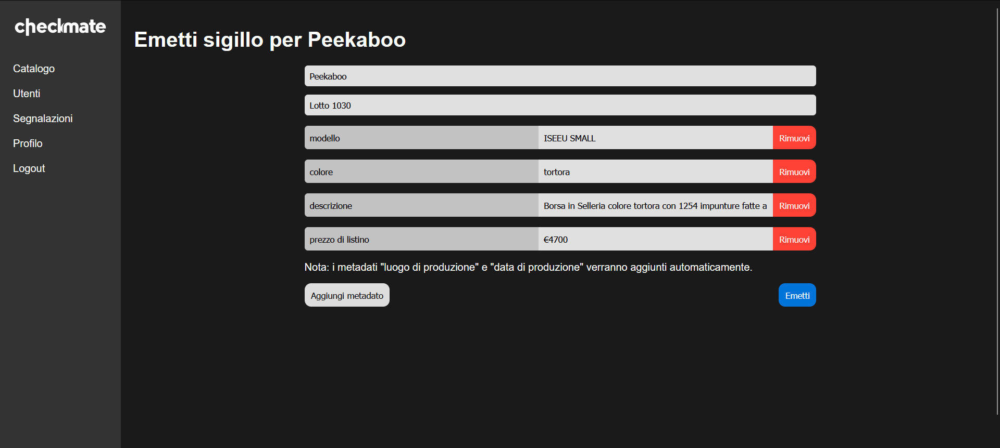 checkmate
Catalogo
Utenti
Segnalazioni
Profilo
Logout
Emetti sigillo per Peekaboo
Peekaboo
Lotto 1030
modello ISEEU SMALL Rimuovi
colore tortora Rimuovi
descrizione Borsa in Selleria colore tortora con 1254 impunture fatte a Rimuovi
prezzo di listino €4700 Rimuovi
Nota: i metadati "luogo di produzione" e "data di produzione" verranno aggiunti automaticamente.
Aggiungi metadato Emetti